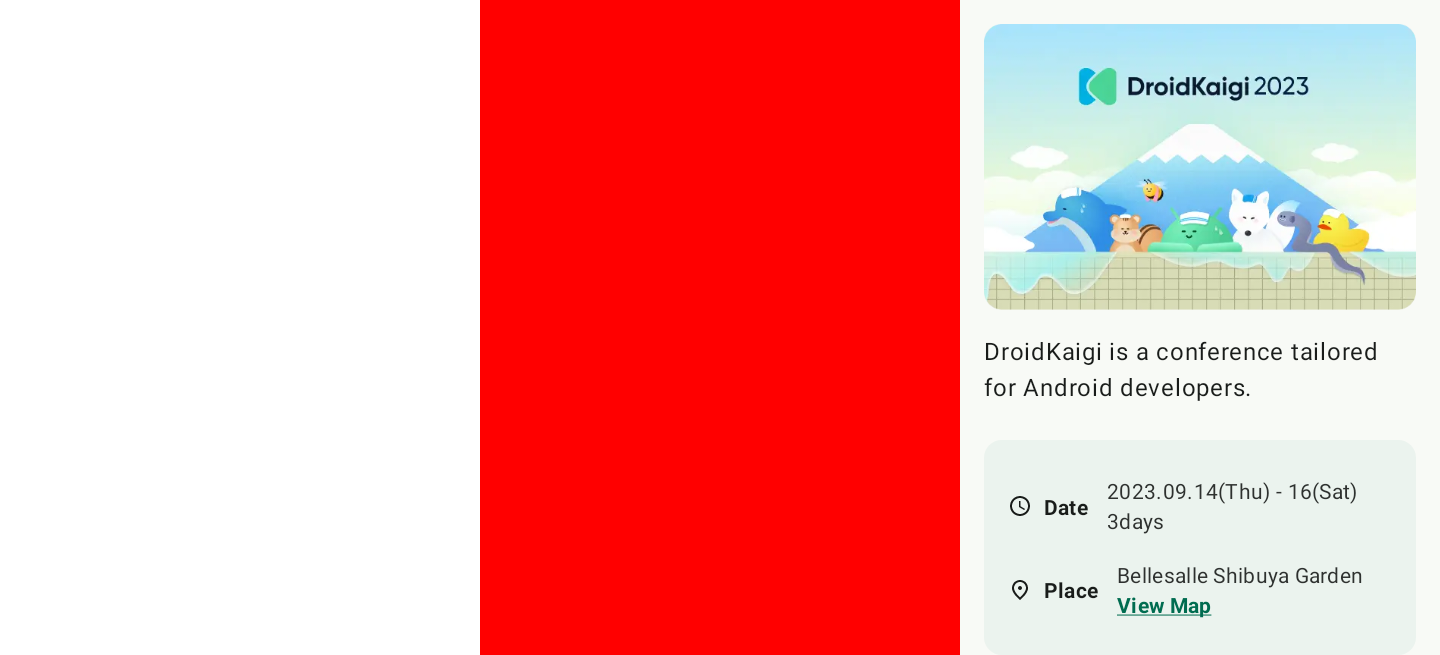 DroidKaigi 2023
DroidKaigi is a conference tailored
for Android developers.
Date
2023.09.14(Thu) - 16(Sat)
3days
Place
Bellesalle Shibuya Garden
View Map